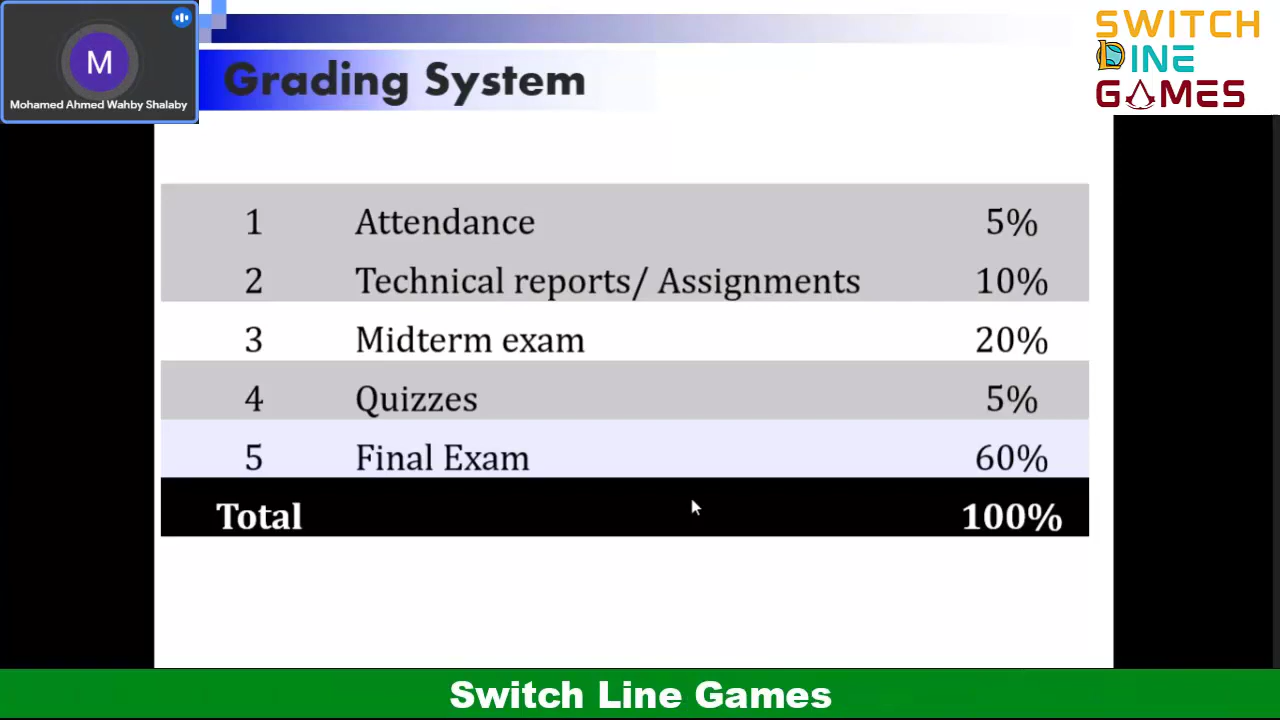 M
Mohamed Ahmed Wahby Shalaby
SWITCH
LINE
GAMES
Grading System
1 Attendance 5%
2 Technical reports/ Assignments 10%
3 Midterm exam 20%
4 Quizzes 5%
5 Final Exam 60%
Total 100%
Switch Line Games